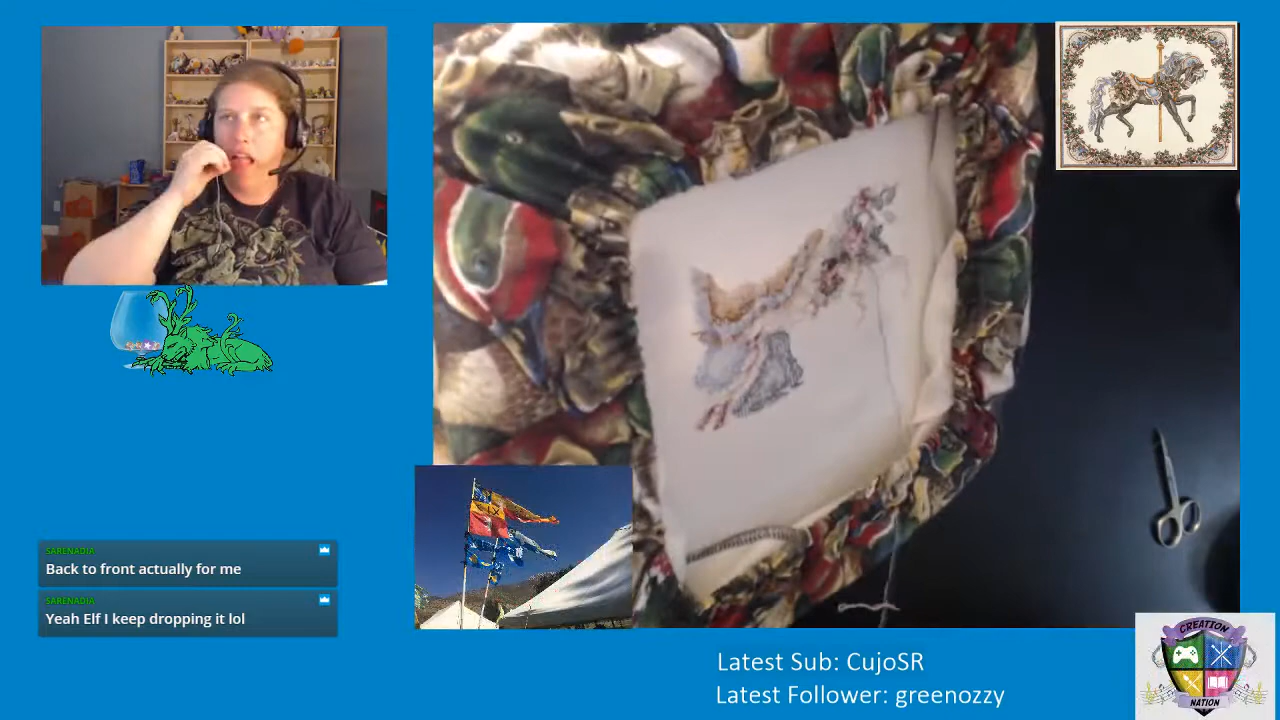 SARENADIA
Back to front actually for me
SARENADIA
Yeah Elf I keep dropping it lol
Latest Sub: CujoSR
Latest Follower: greenozzy
CREATION
NATION